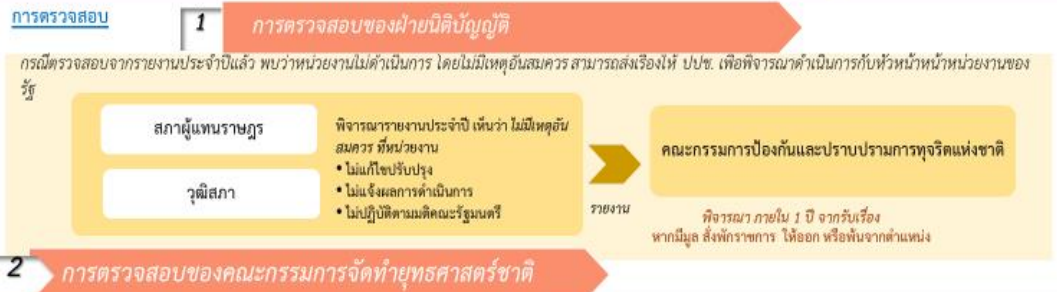 การตรวจสอบ
1
การตรวจสอบของฝ่ายนิติบัญญัติ
กรณีตรวจสอบจากรายงานประจำปีแล้ว พบว่าหน่วยงานไม่ดำเนินการ โดยไม่มีเหตุอันสมควร สามารถส่งเรื่องให้ ปปช. เพื่อพิจารณาดำเนินการกับหัวหน้าหน้าหน่วยงานของ
รัฐ
สภาผู้แทนราษฎร
วุฒิสภา
พิจารณารายงานประจำปี เห็นว่า ไม่มีเหตุอัน
สมควร ที่หน่วยงาน
• ไม่แก้ไขปรับปรุง
• ไม่แจ้งผลการดำเนินการ
• ไม่ปฏิบัติตามมติคณะรัฐมนตรี
รายงาน
คณะกรรมการป้องกันและปราบปรามการทุจริตแห่งชาติ
พิจารณา ภายใน 1 ปี จากรับเรื่อง
หากมีมูล สั่งพักราชการ ให้ออก หรือพ้นจากตำแหน่ง
2
การตรวจสอบของคณะกรรมการจัดทำยุทธศาสตร์ชาติ